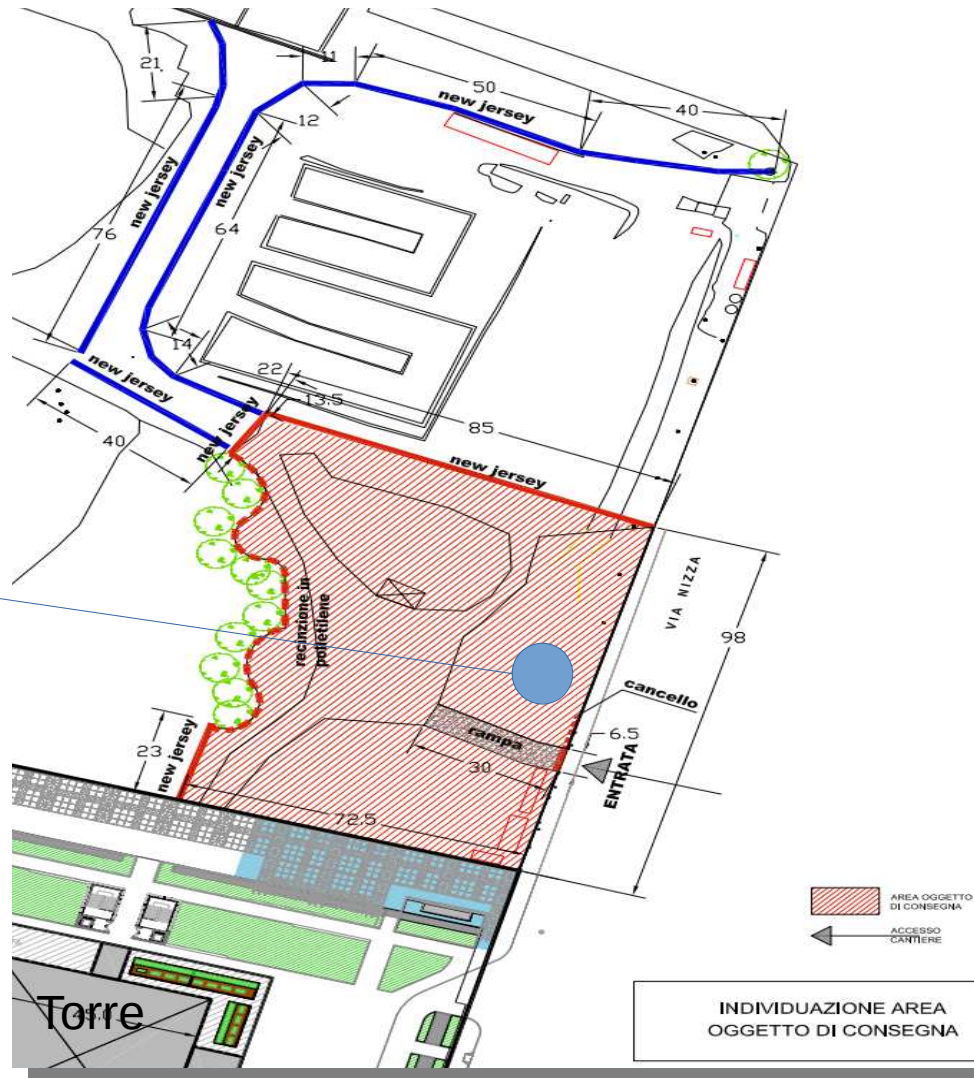 11
21
50
new jersey
40
12
new jersey
new jersey
64
76
14
22
new jersey
13.5
new jersey
85
40
new jersey
VIA NIZZA
recinzione in
polietilene
98
cancello
rampa
6.5
ENTRATA
30
23
new jersey
72.5
AREA OGGETTO
DI CONSEGNA
ACCESSO
CANTIERE
Torre
45.0
INDIVIDUAZIONE AREA
OGGETTO DI CONSEGNA